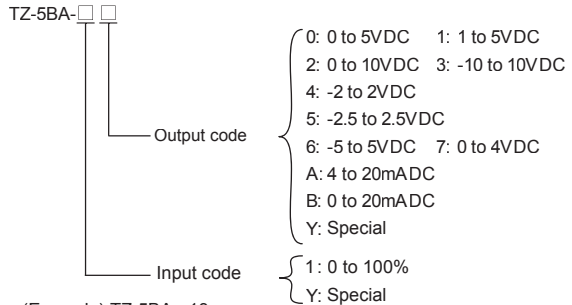 TZ-5BA-□ □
0: 0 to 5VDC 1: 1 to 5VDC
2: 0 to 10VDC 3: -10 to 10VDC
4: -2 to 2VDC
5: -2.5 to 2.5VDC
Output code
6: -5 to 5VDC 7: 0 to 4VDC
A: 4 to 20mADC
B: 0 to 20mADC
Y: Special
Input code
1: 0 to 100%
Y: Special